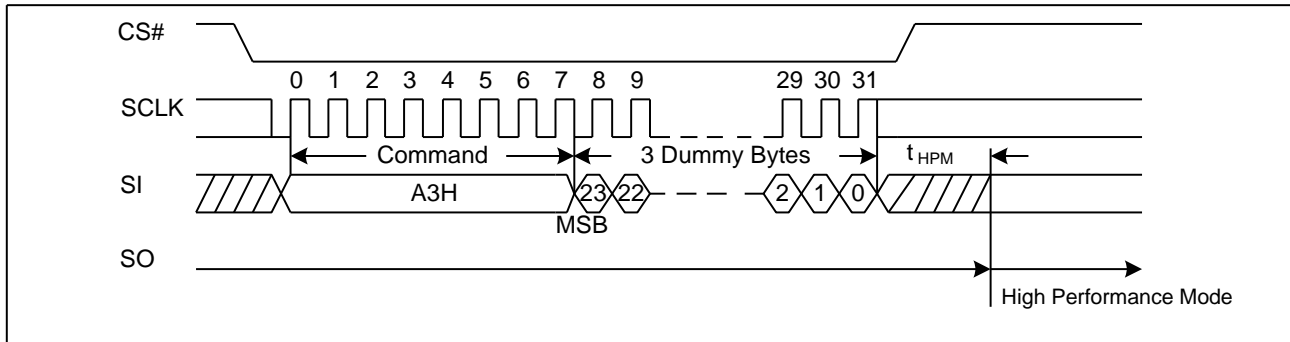 CS#
0 1 2 3 4 5 6 7 8 9 29 30 31
SCLK
Command 3 Dummy Bytes tHPM
SI A3H 23 22 2 1 0
MSB
SO
High Performance Mode